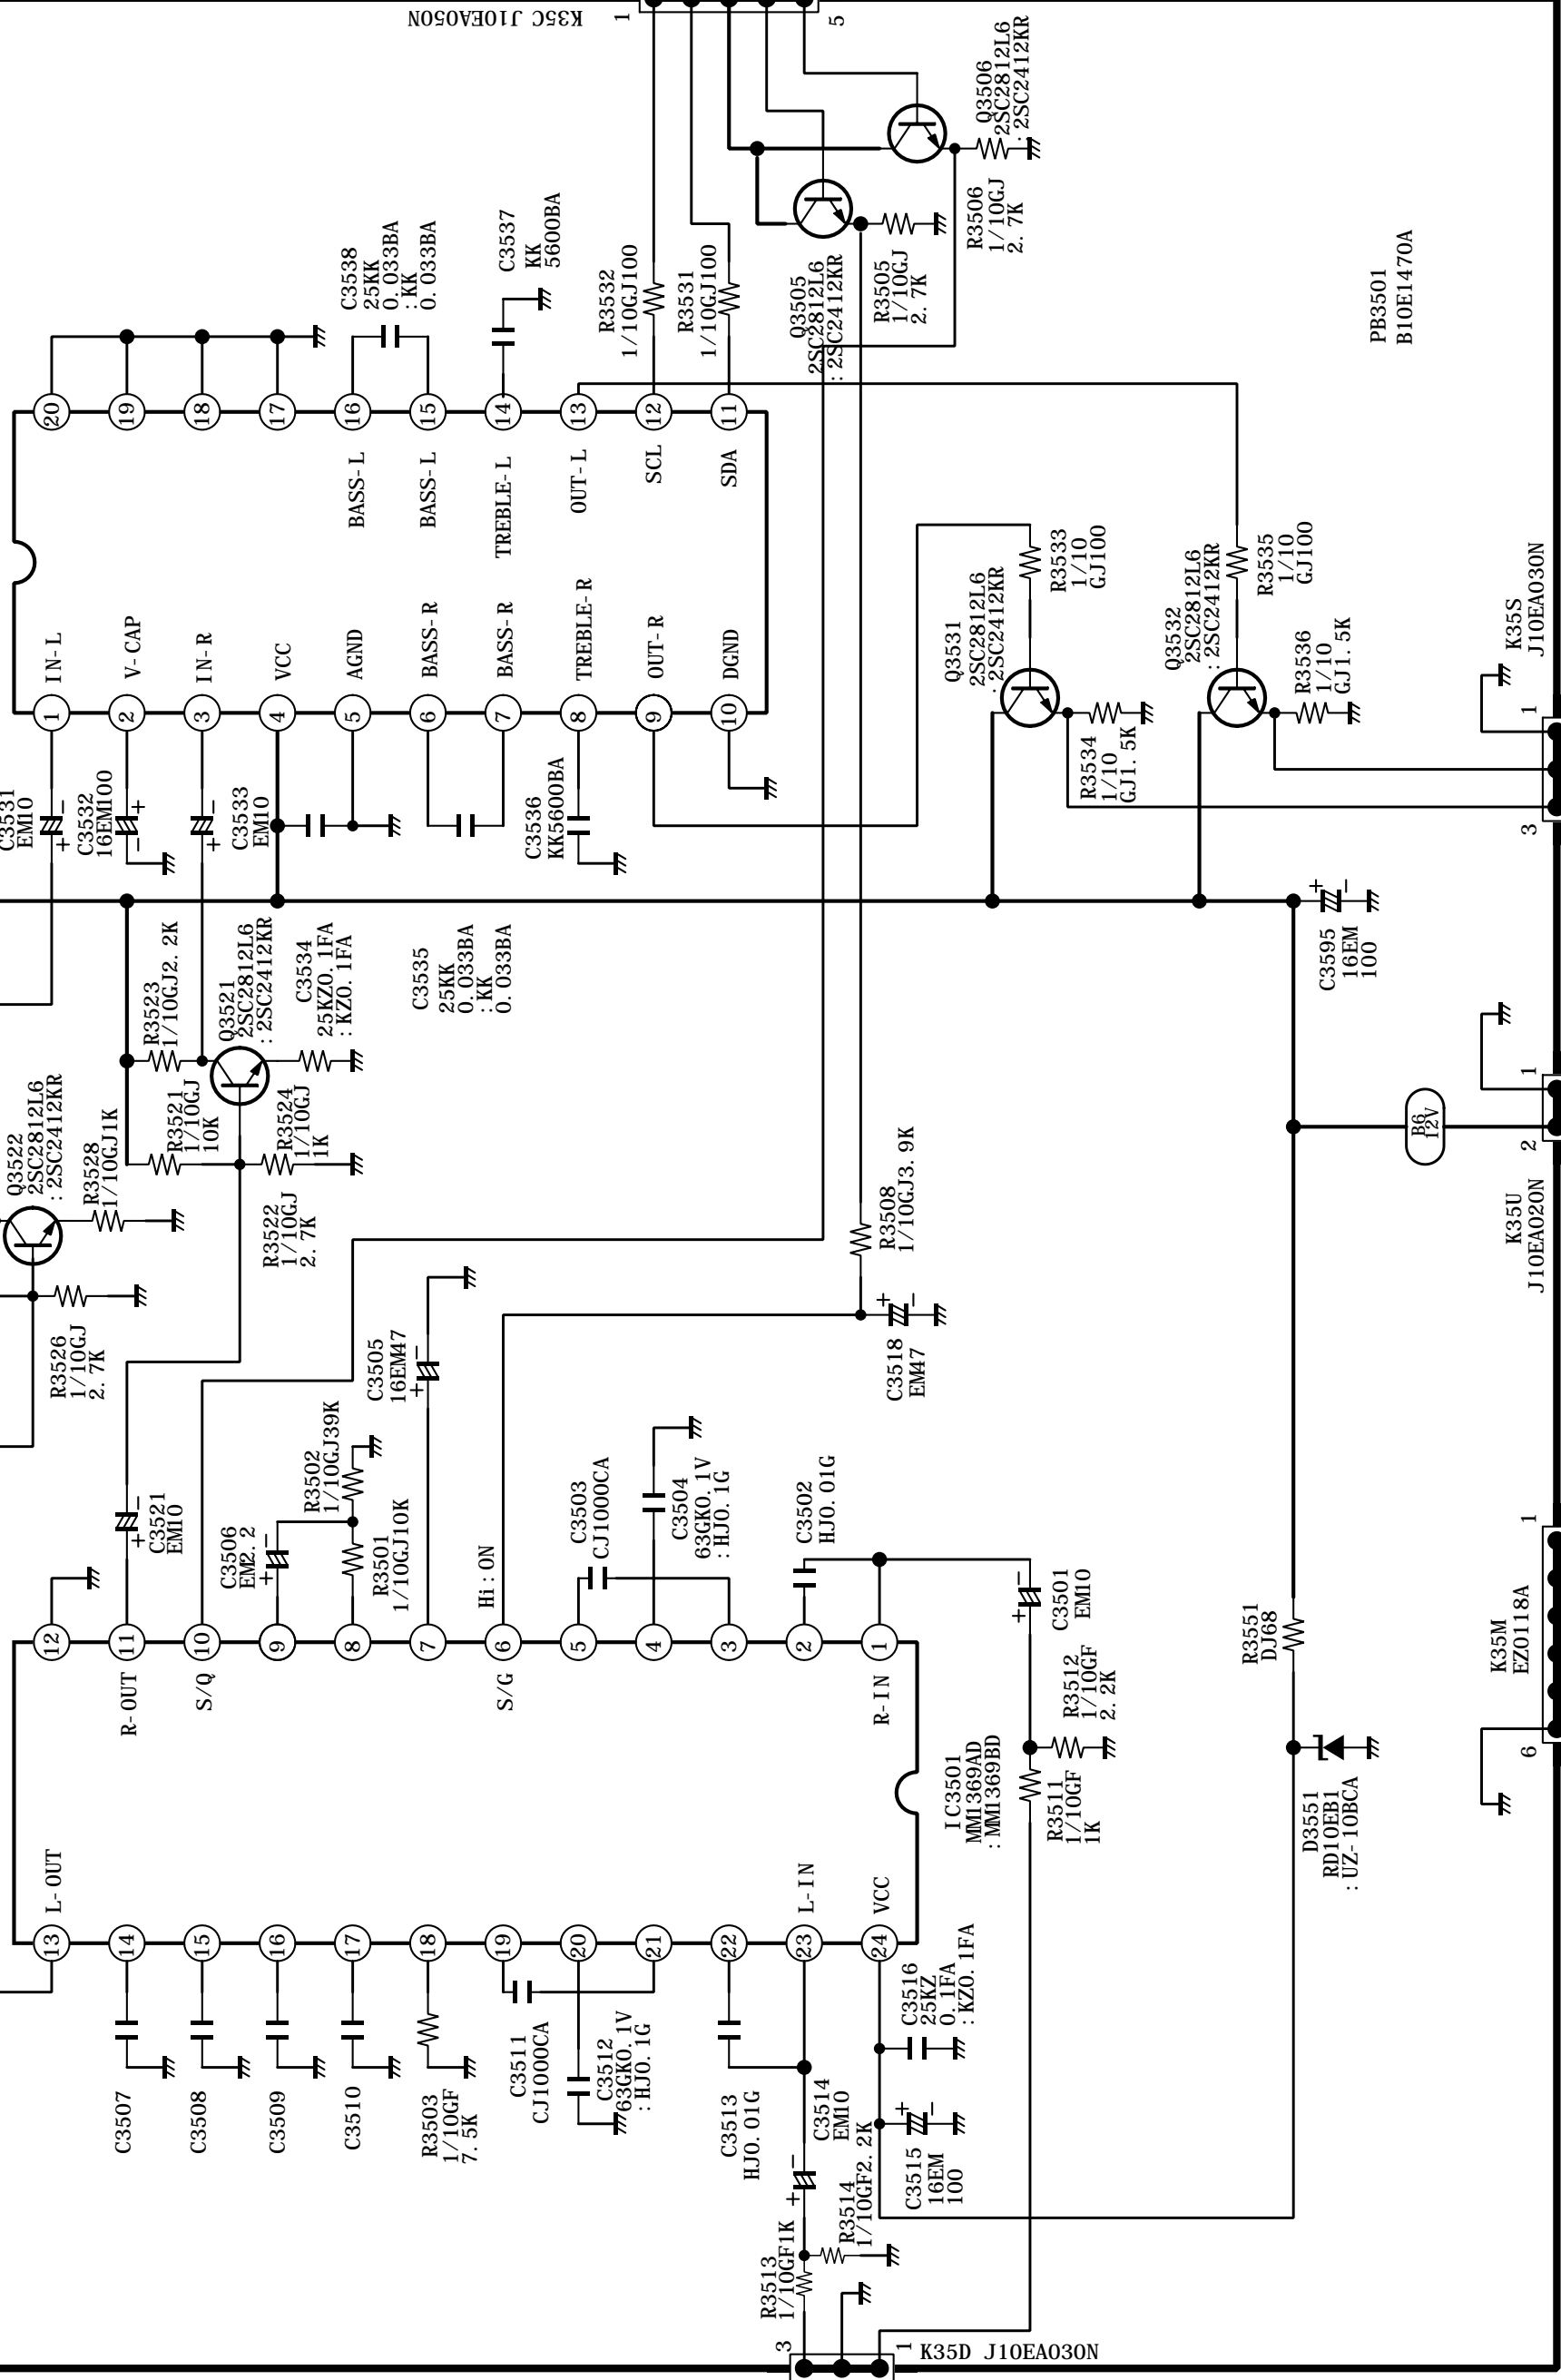 K35C J10EA050N
1
5
Q3506
2SC2812L6
:2SC2412KR
R3506
1/10GJ
2.7K
Q3505
2SC2812L6
:2SC2412KR
R3505
1/10GJ
2.7K
C3538
25KK
0.033BA
:KK
0.033BA
C3537
KK
5600BA
R3532
1/10GJ100
R3531
1/10GJ100
PB3501
B10E1470A
20
19
18
17
16
15
14
13
12
11
BASS-L
BASS-L
TREBLE-L
OUT-L
SCL
SDA
IN-L
V-CAP
IN-R
VCC
AGND
BASS-R
BASS-R
TREBLE-R
OUT-R
DGND
1
2
3
4
5
6
7
8
9
10
C3531
EM10
C3532
16EM100
C3533
EM10
C3536
KK5600BA
Q3531
2SC2812L6
:2SC2412KR
R3533
1/10
GJ100
R3534
1/10
GJ1.5K
Q3532
2SC2812L6
:2SC2412KR
R3535
1/10
GJ100
R3536
1/10
GJ1.5K
K35S
J10EA030N
1
3
R3523
1/10GJ2.2K
Q3521
2SC2812L6
:2SC2412KR
C3534
25KZ0.1FA
:KZ0.1FA
C3535
25KK
0.033BA
:KK
0.033BA
C3595
16EM
100
Q3522
2SC2812L6
:2SC2412KR
R3528
1/10GJ1K
R3521
1/10GJ
10K
R3524
1/10GJ
1K
R3522
1/10GJ
2.7K
R3526
1/10GJ
2.7K
R3508
1/10GJ3.9K
B6
12V
1
2
K35U
J10EA020N
C3505
16EM47
C3518
EM47
C3521
EM10
C3506
EM2.2
R3502
1/10GJ39K
R3501
1/10GJ10K
Hi:ON
C3503
CJ1000CA
C3504
63GK0.1V
:HJ0.1G
C3502
HJ0.01G
C3501
EM10
12
11
10
9
8
7
6
5
4
3
2
1
R-OUT
S/Q
S/G
R-IN
IC3501
MM1369AD
:MM1369BD
R3512
1/10GF
2.2K
R3511
1/10GF
1K
R3551
DJ68
D3551
RD10EB1
:UZ-10BCA
K35M
EZ0118A
1
6
L-OUT
L-IN
VCC
13
14
15
16
17
18
19
20
21
22
23
24
C3507
C3508
C3509
C3510
R3503
1/10GF
7.5K
C3511
CJ1000CA
C3512
63GK0.1V
:HJ0.1G
C3513
HJ0.01G
C3514
EM10
C3516
25KZ
0.1FA
:KZ0.1FA
C3515
16EM
100
R3514
1/10GF2.2K
R3513
1/10GF1K
3
1
K35D J10EA030N